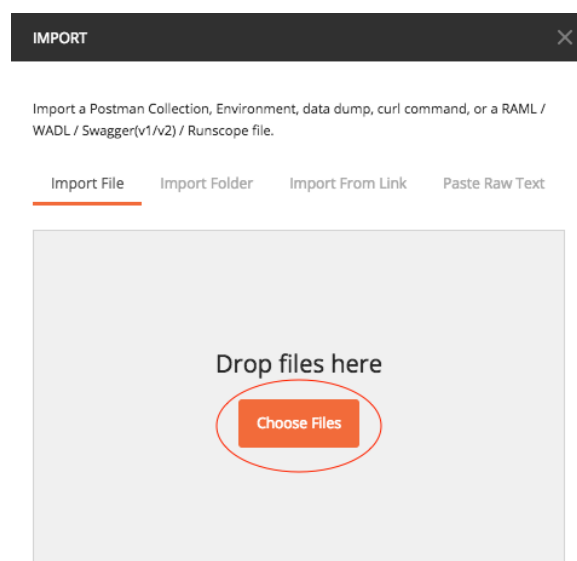 IMPORT
Import a Postman Collection, Environment, data dump, curl command, or a RAML /
WADL / Swagger(v1/v2) / Runscope file.
Import File Import Folder Import From Link Paste Raw Text
Drop files here
Choose Files